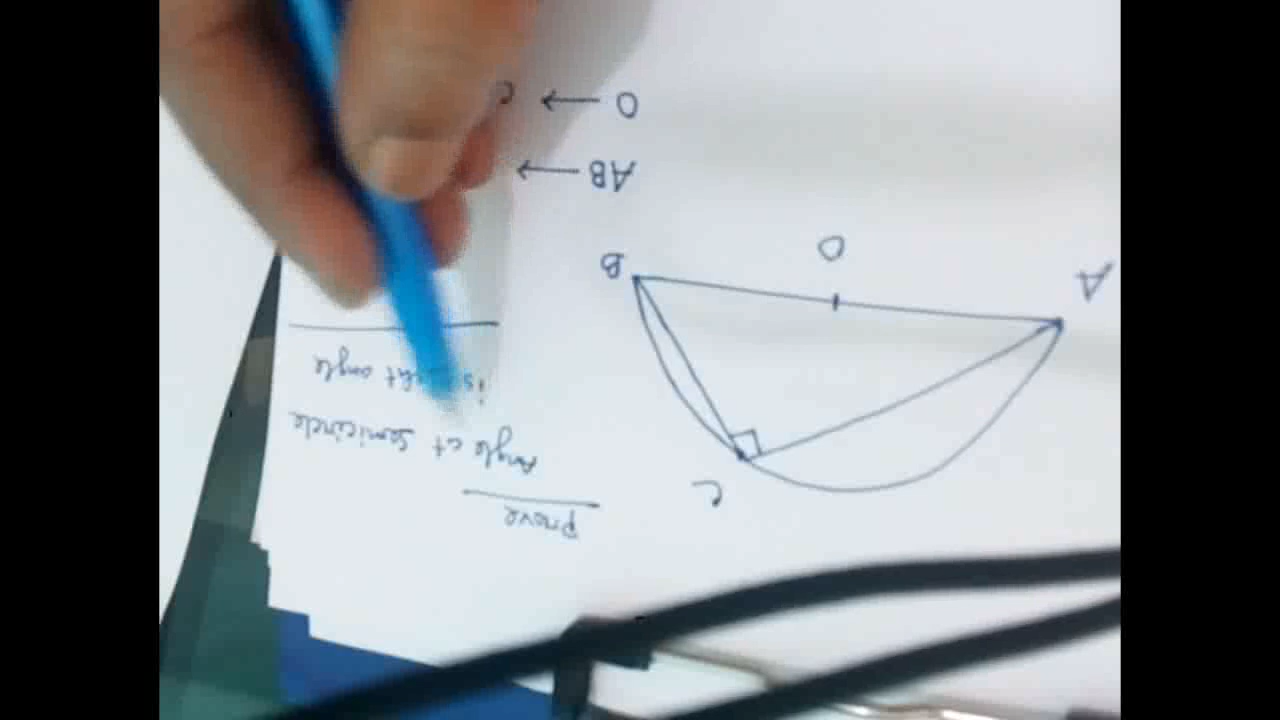 Prove
Angle at semicircle
is right angle
C
A
O
B
AB →
O → C